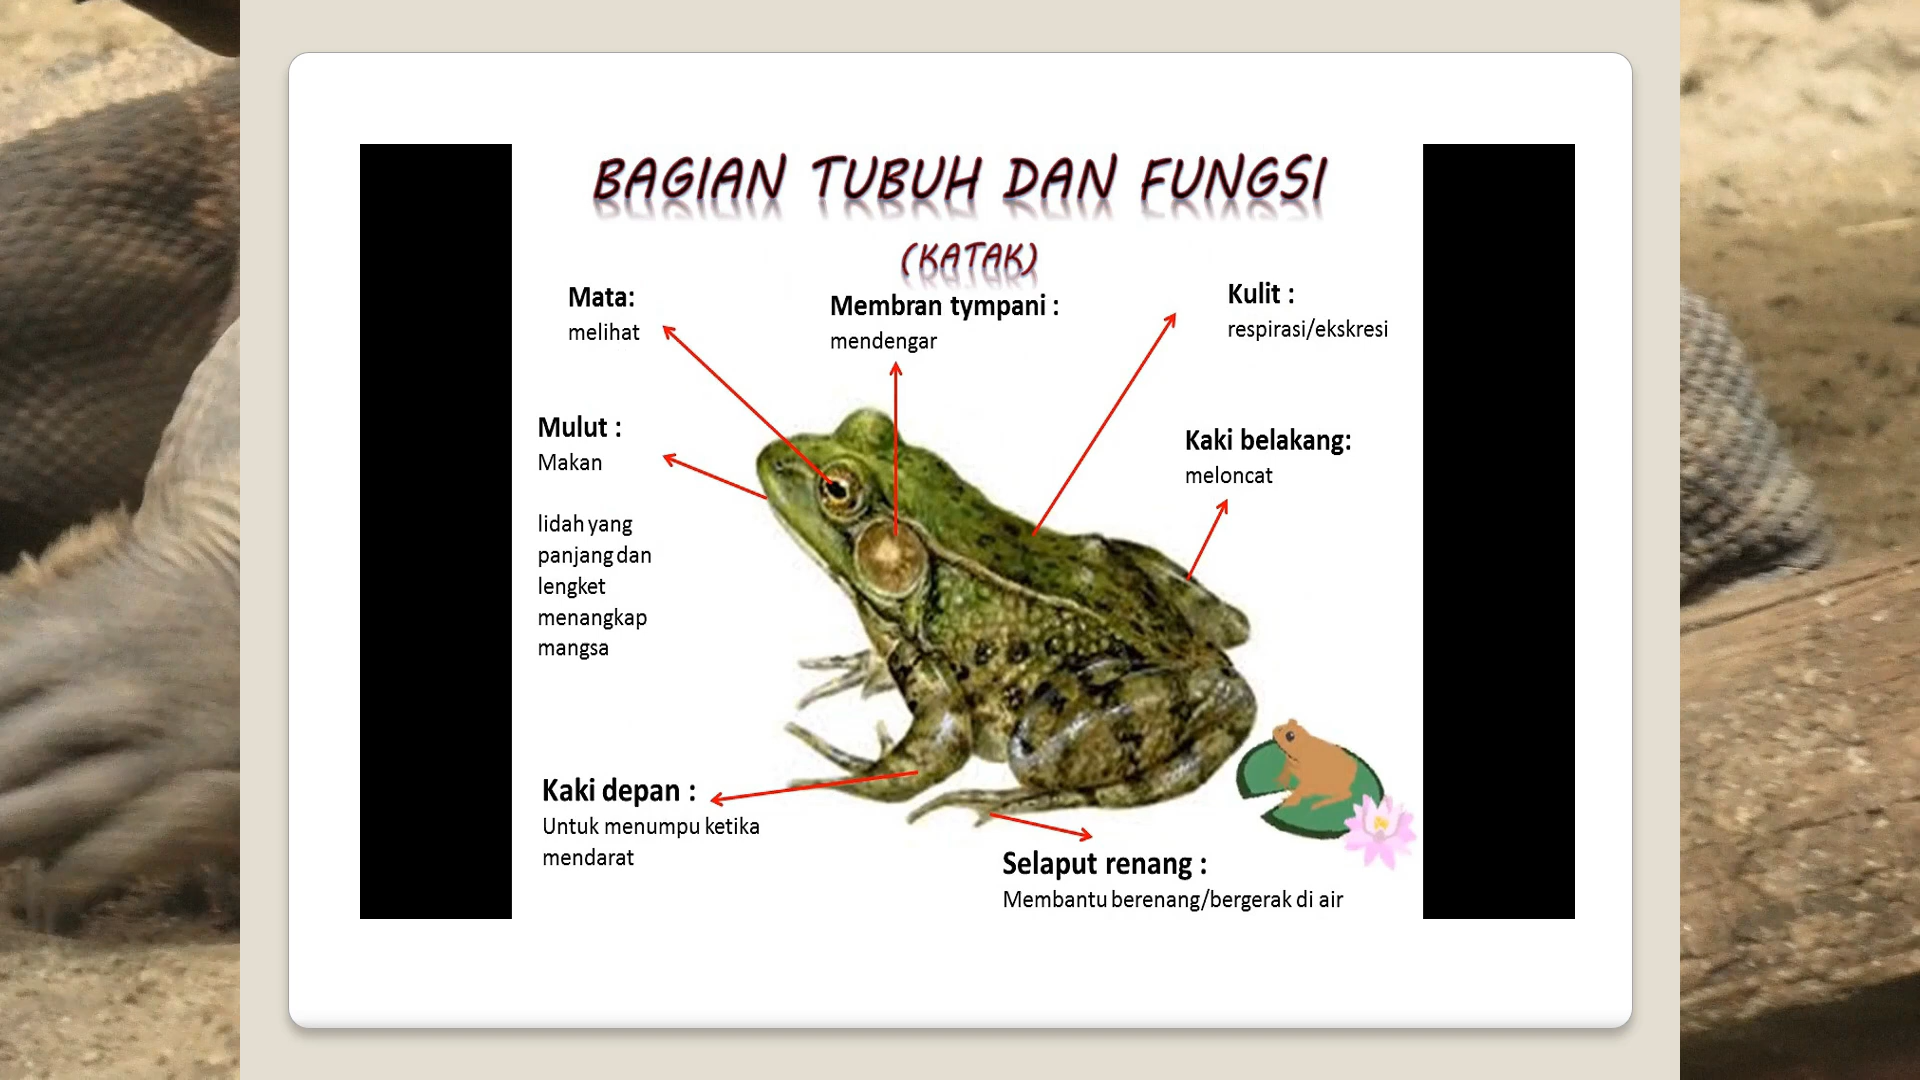 BAGIAN TUBUH DAN FUNGSI
(KATAK)
Mata:
melihat
Membran tympani :
mendengar
Kulit :
respirasi/ekskresi
Mulut :
Makan
lidah yang
panjang dan
lengket
menangkap
mangsa
Kaki belakang:
meloncat
Kaki depan :
Untuk menumpu ketika
mendarat
Selaput renang :
Membantu berenang/bergerak di air